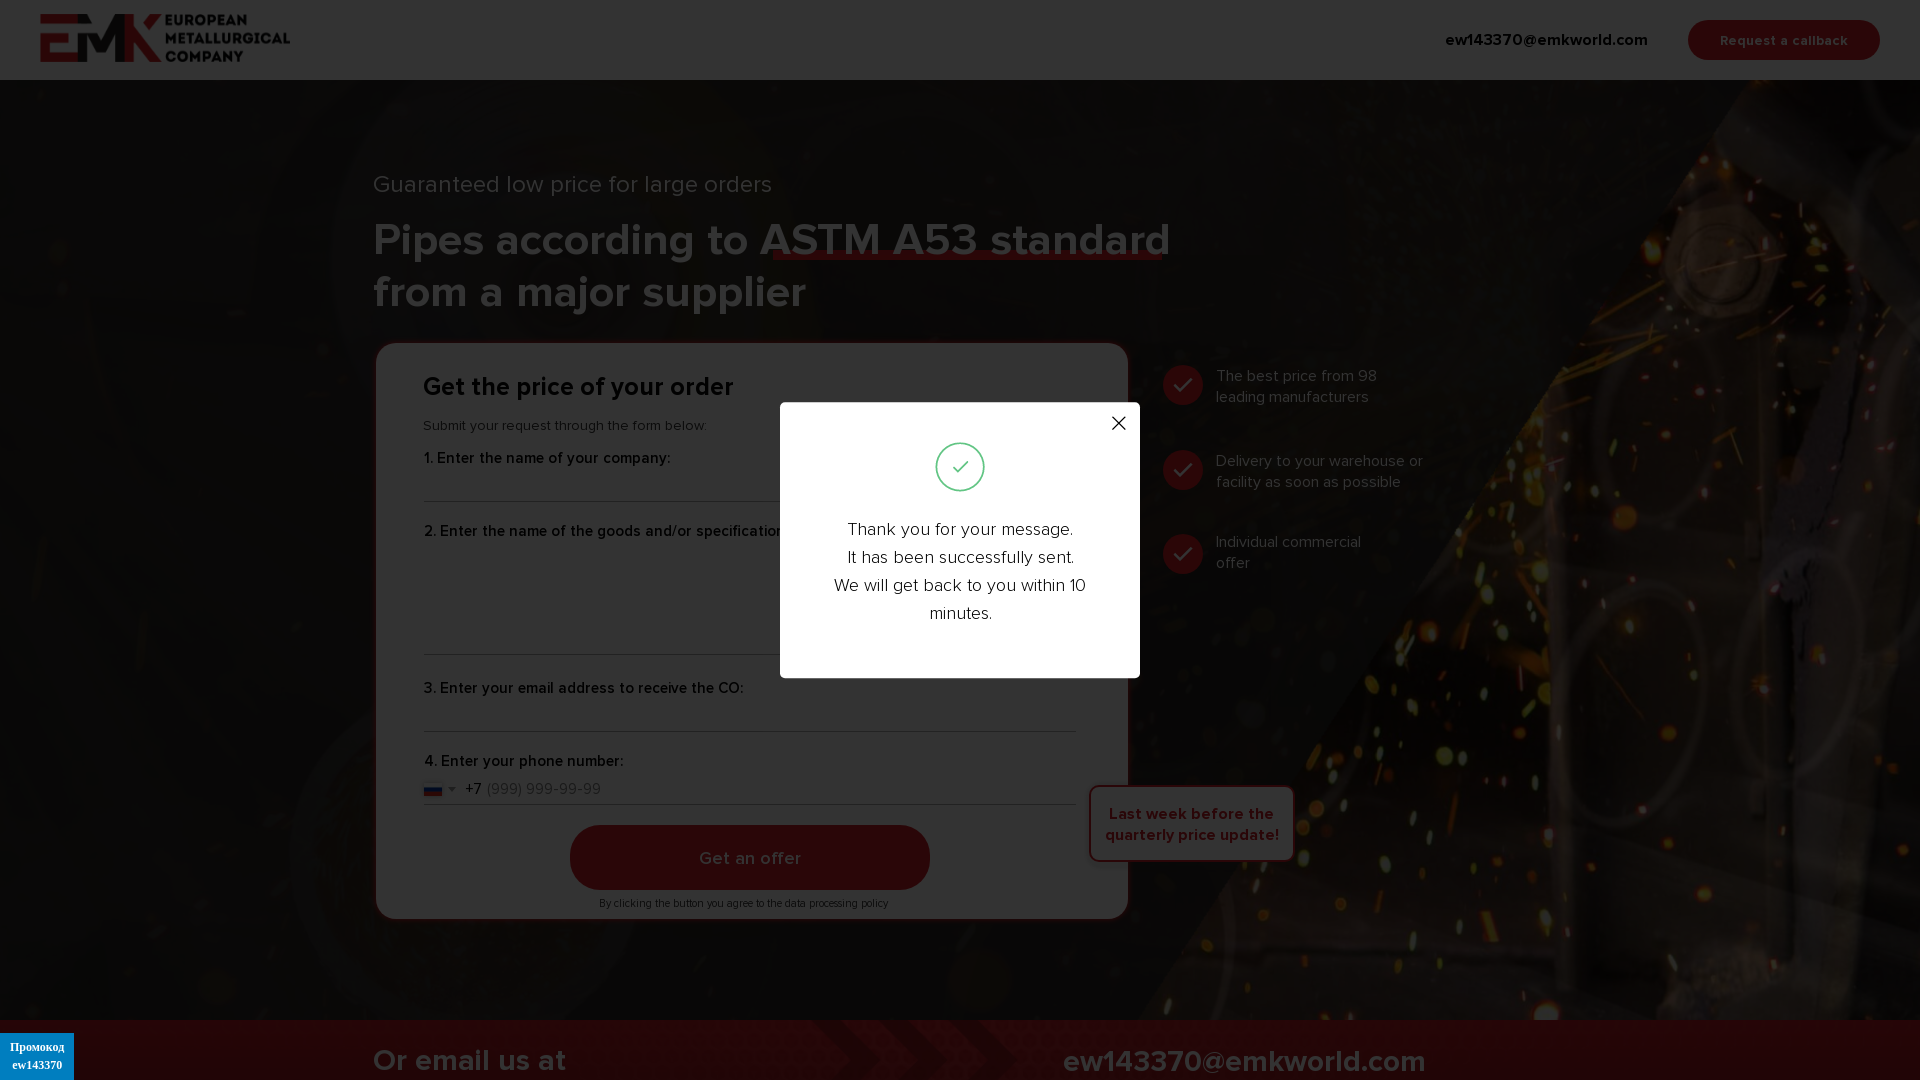 EUROPEAN
METALLURGICAL
COMPANY
EMK
ew143370@emkworld.com
Request a callback
Guaranteed low price for large orders
Pipes according to ASTM A53 standard
from a major supplier
Get the price of your order
Submit your request through the form below:
1. Enter the name of your company:
2. Enter the name of the goods and/or specification
3. Enter your email address to receive the CO:
4. Enter your phone number:
+7 (999) 999-99-99
Get an offer
By clicking the button you agree to the data processing policy
The best price from 98
leading manufacturers
Delivery to your warehouse or
facility as soon as possible
Individual commercial
offer
Last week before the
quarterly price update!
Thank you for your message.
It has been successfully sent.
We will get back to you within 10
minutes.
Or email us at
ew143370@emkworld.com
Промокод
ew143370